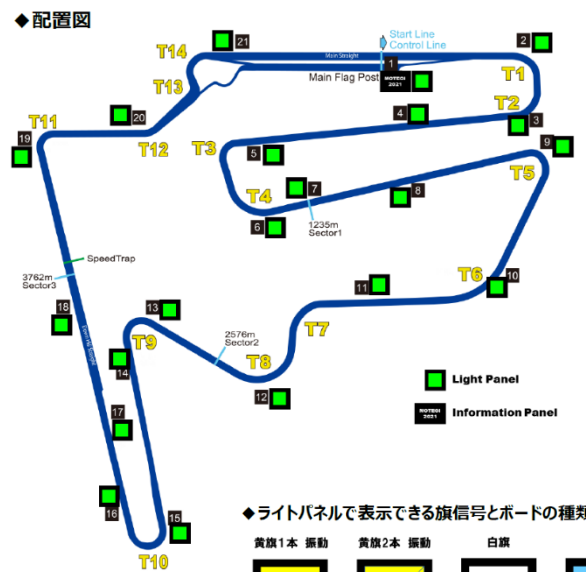 ◆配置図
21
Start Line
Control Line
2
T14
Main Straight
1
T1
Main Flag Post
MOTEGI
2021
T13
T2
4
3
20
T11
19
T12
T3
5
9
T5
7
8
T4
6
1235m
Sector1
SpeedTrap
3762m
Sector3
T6
10
11
18
13
T7
2576m
Sector2
T9
T8
14
12
Light Panel
MOTEGI
2021
Information Panel
17
16
15
T10
◆ライトパネルで表示できる旗信号とボードの種類
黄旗1本 振動
黄旗2本 振動
白旗